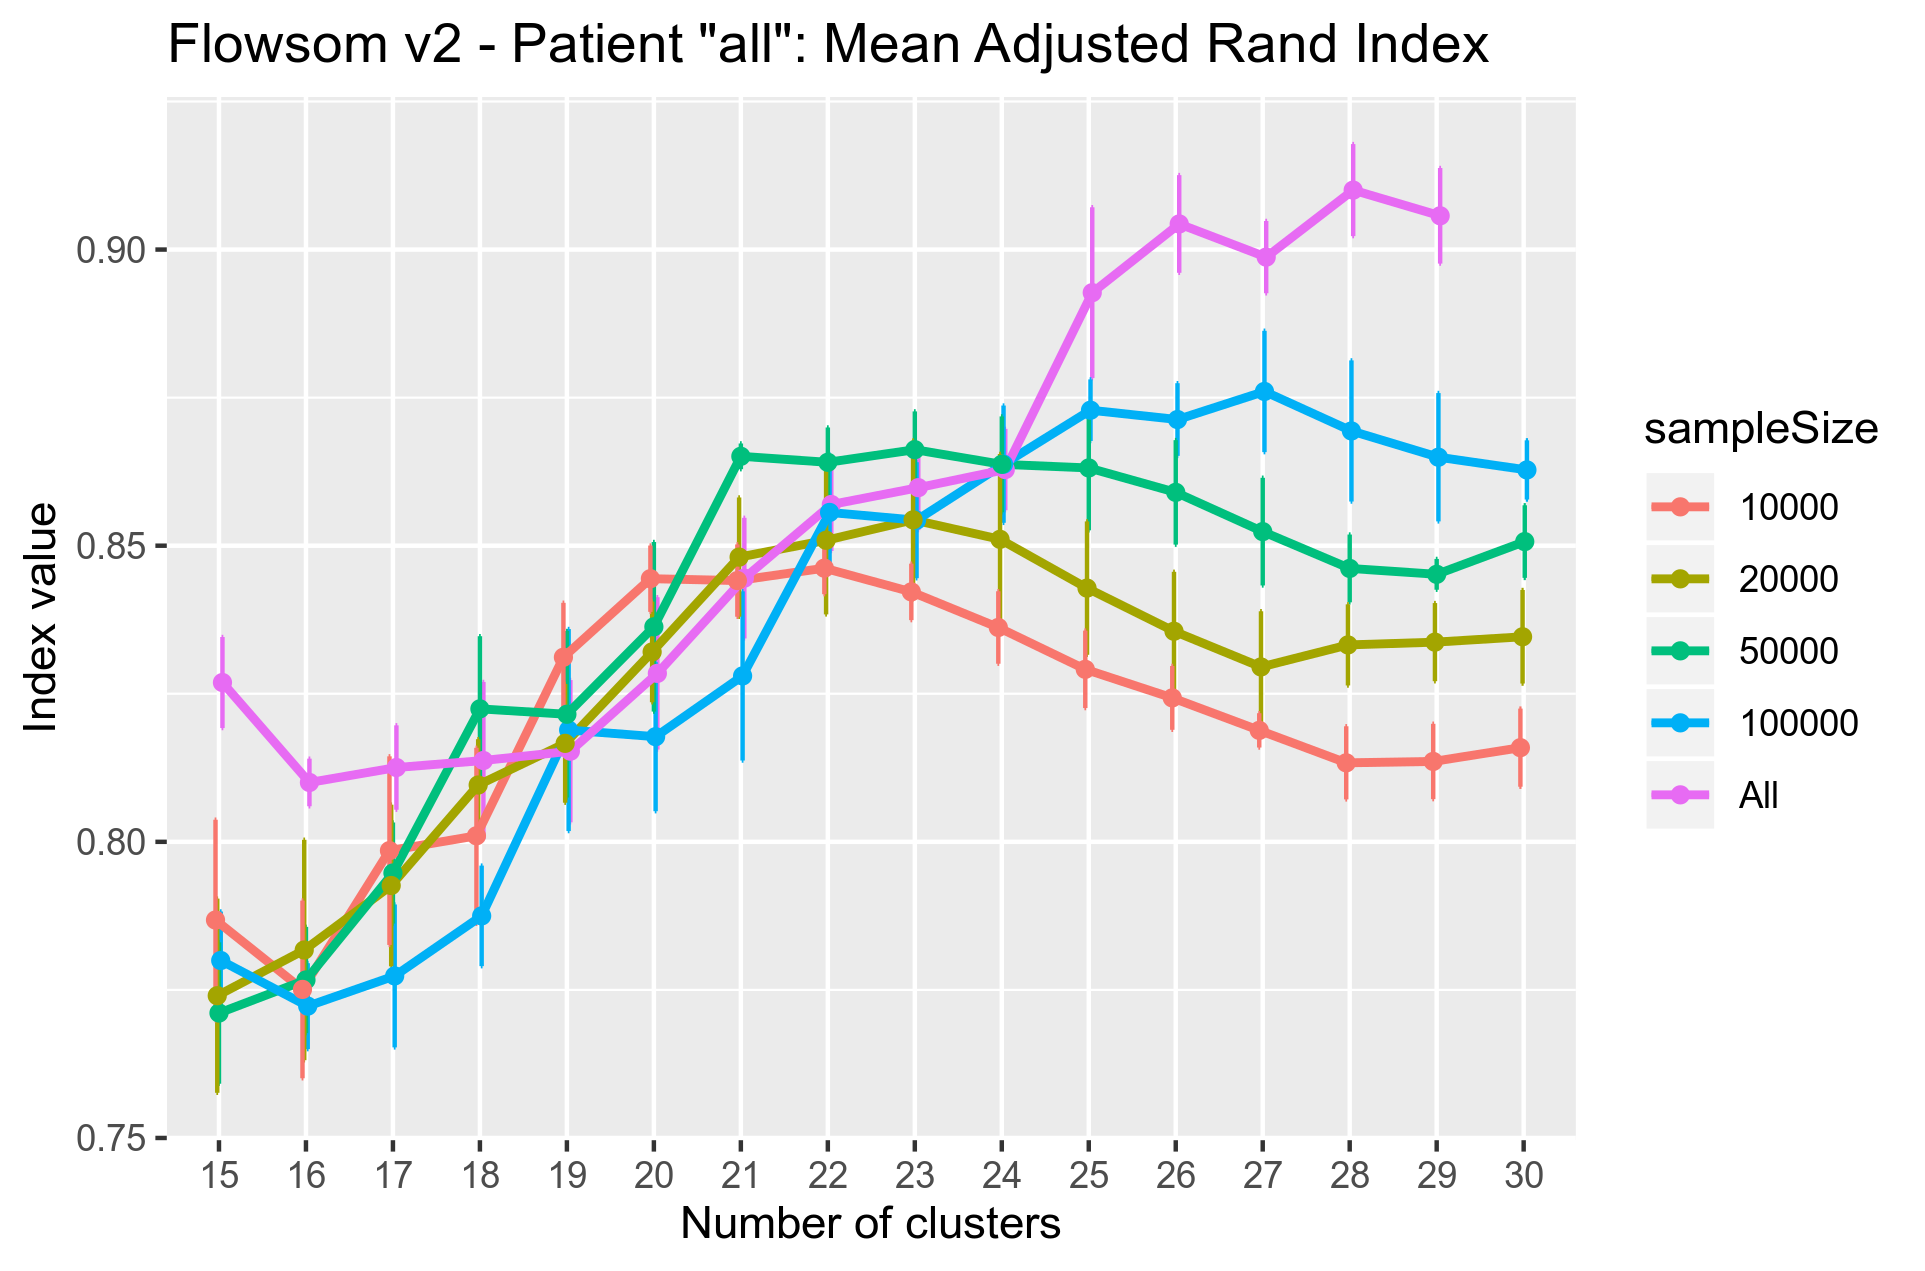 Flowsom v2 - Patient "all": Mean Adjusted Rand Index
Index value
0.90
0.85
0.80
0.75
15 16 17 18 19 20 21 22 23 24 25 26 27 28 29 30
Number of clusters
sampleSize
10000
20000
50000
100000
All